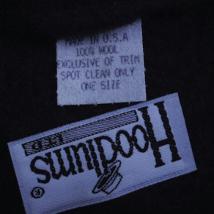 MADE IN U.S.A
100% WOOL
EXCLUSIVE OF TRIM
SPOT CLEAN ONLY
ONE SIZE
Hoodlums
®